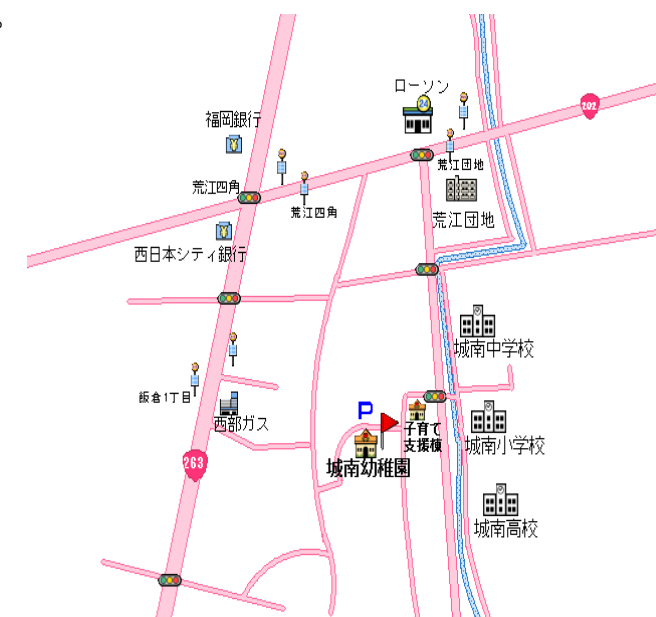 。
ローソン
24
202
福岡銀行
荒江団地
荒江四角
荒江四角
荒江団地
西日本シティ銀行
城南中学校
飯倉1丁目
西部ガス
P
子育て
支援棟
城南小学校
263
城南幼稚園
城南高校